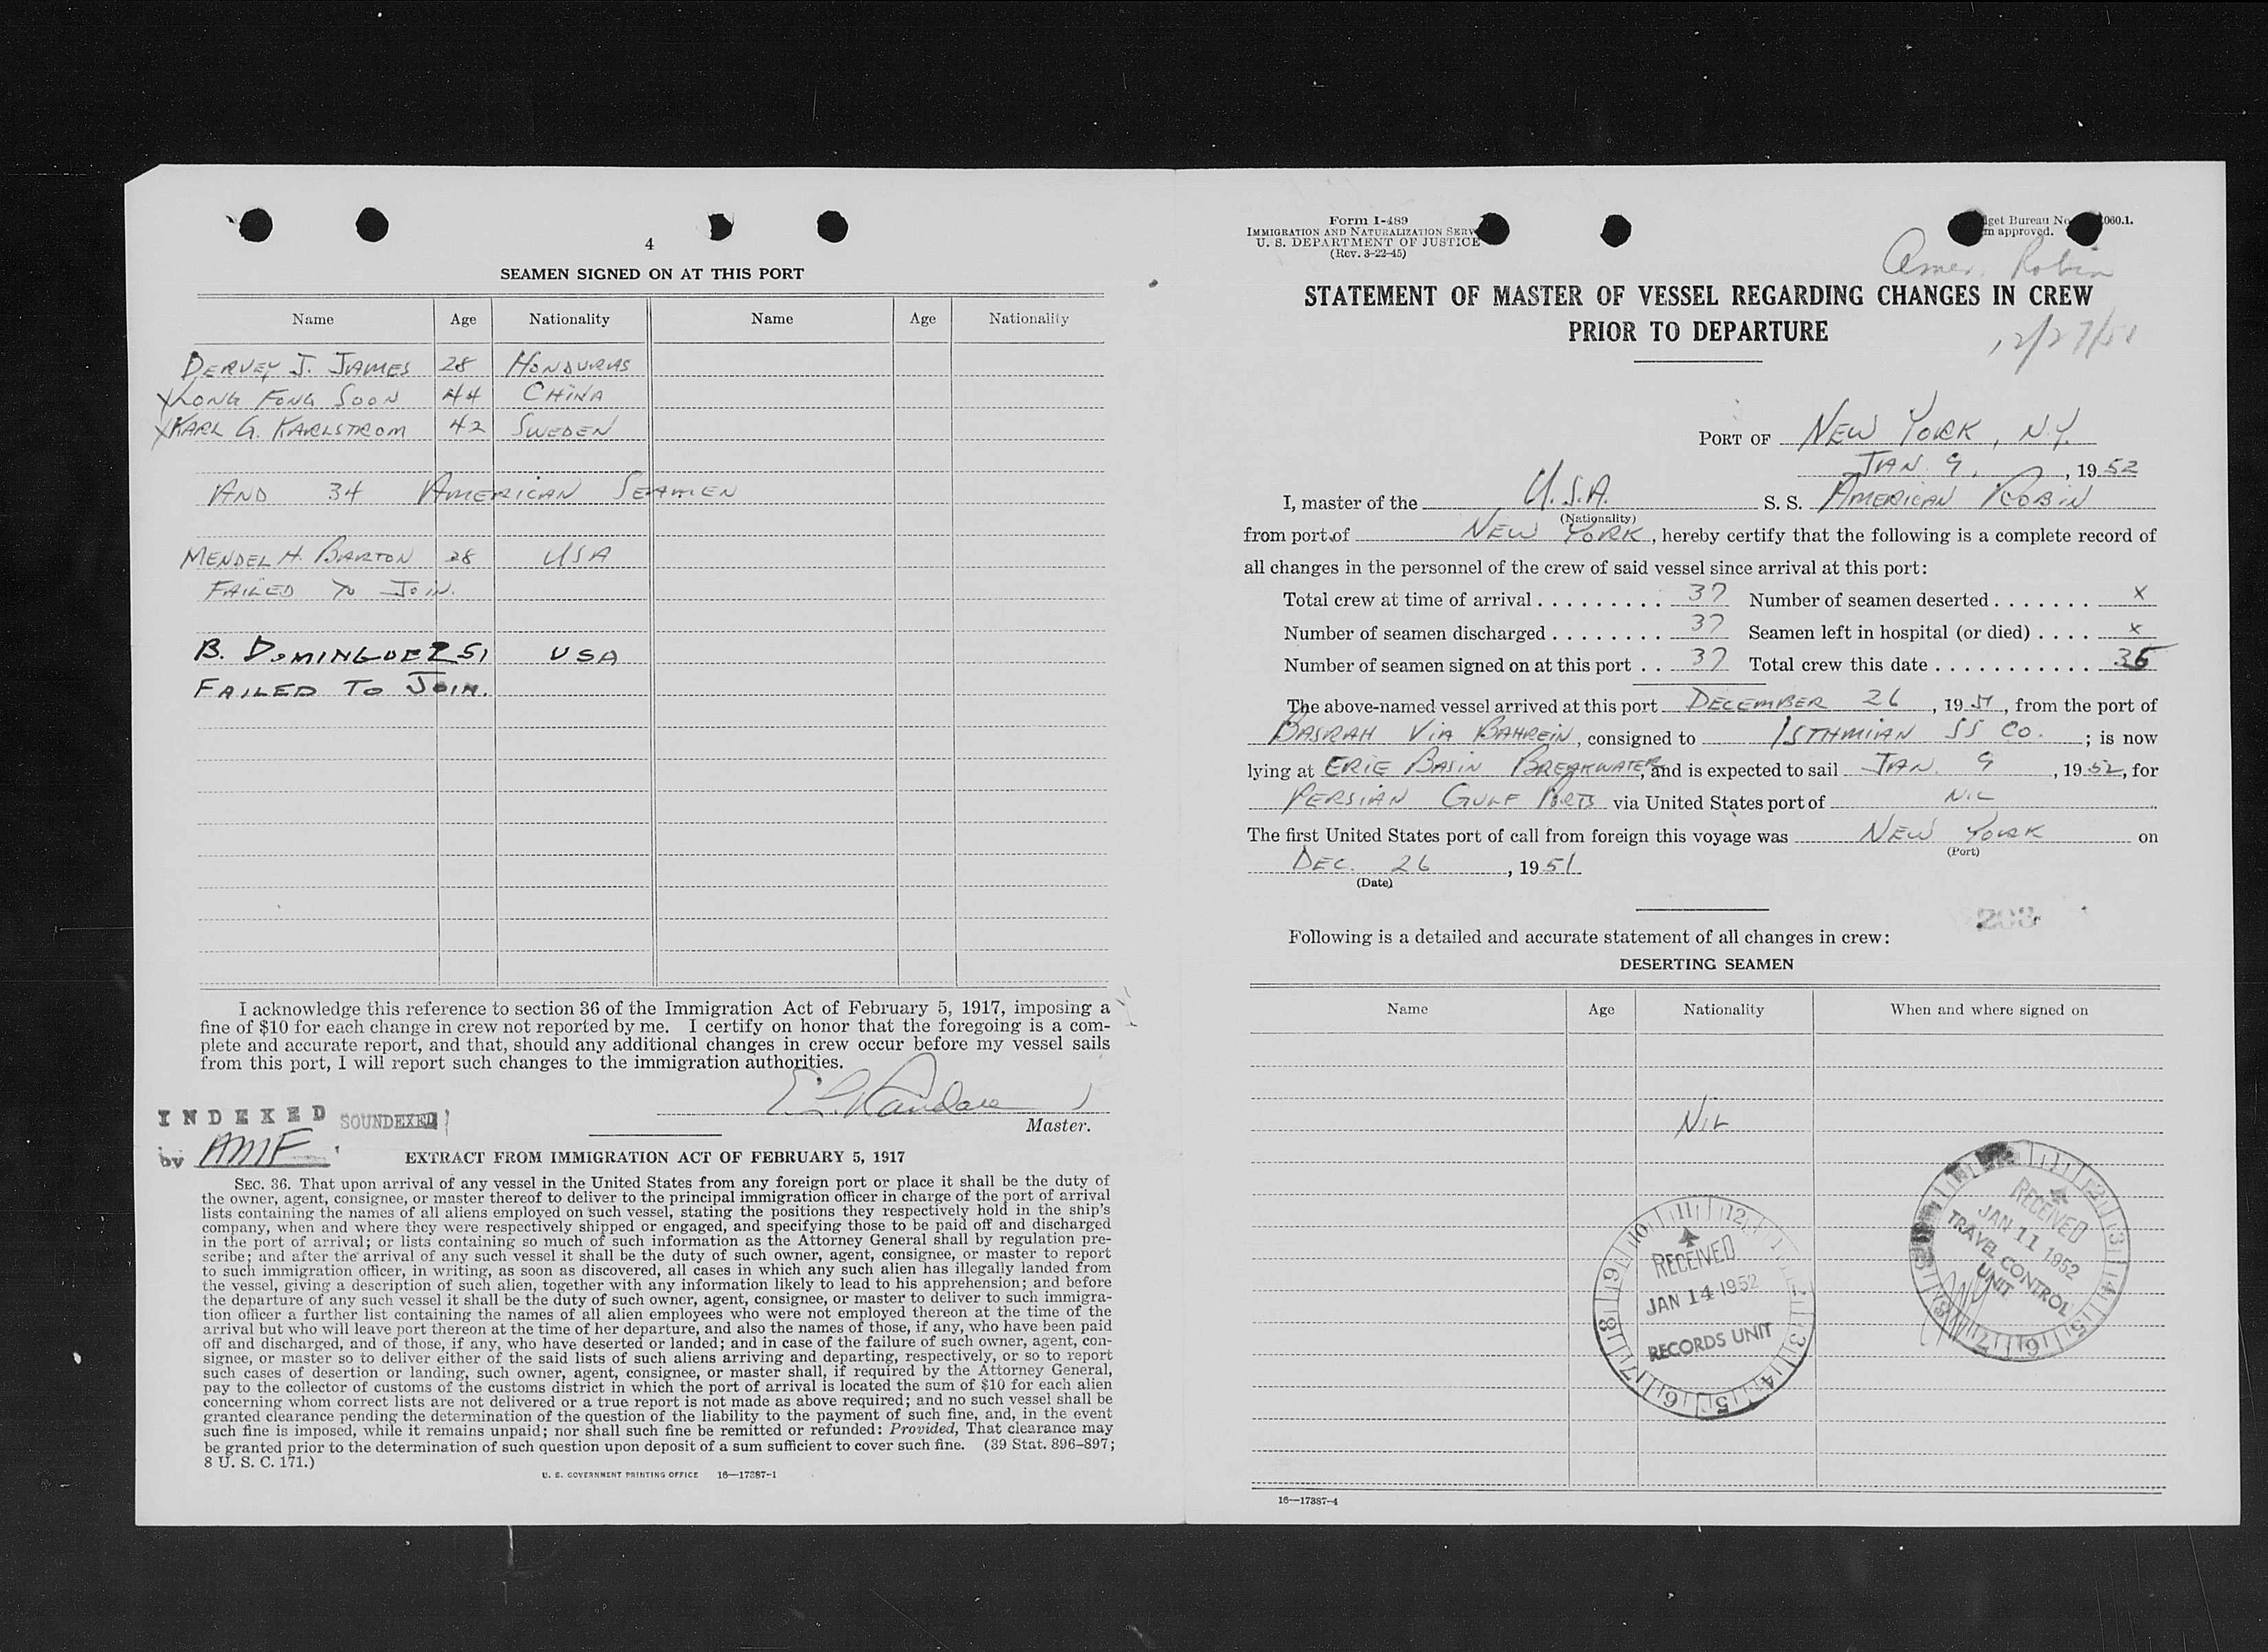 4
SEAMEN SIGNED ON AT THIS PORT
Name Age Nationality Name Age Nationality
DERVEY J. JAMES 28 HONDURAS
X LONG FONG SOON 44 CHINA
X KARL G. KARLSTROM 42 SWEDEN
AND 34 AMERICAN SEAMEN
MENDEL H. BARTON 28 USA
FAILED TO JOIN.
B. DOMINGUEZ 51 USA
FAILED TO JOIN.
I acknowledge this reference to section 36 of the Immigration Act of February 5, 1917, imposing a
fine of $10 for each change in crew not reported by me. I certify on honor that the foregoing is a com-
plete and accurate report, and that, should any additional changes in crew occur before my vessel sails
from this port, I will report such changes to the immigration authorities.
Master.
INDEXED SOUNDEXED
by AMF
EXTRACT FROM IMMIGRATION ACT OF FEBRUARY 5, 1917
SEC. 36. That upon arrival of any vessel in the United States from any foreign port or place it shall be the duty of
the owner, agent, consignee, or master thereof to deliver to the principal immigration officer in charge of the port of arrival
lists containing the names of all aliens employed on such vessel, stating the positions they respectively hold in the ship's
company, when and where they were respectively shipped or engaged, and specifying those to be paid off and discharged
in the port of arrival; or lists containing so much of such information as the Attorney General shall by regulation pre-
scribe; and after the arrival of any such vessel it shall be the duty of such owner, agent, consignee, or master to report
to such immigration officer, in writing, as soon as discovered, all cases in which any such alien has illegally landed from
the vessel, giving a description of such alien, together with any information likely to lead to his apprehension; and before
the departure of any such vessel it shall be the duty of such owner, agent, consignee, or master to deliver to such immigra-
tion officer a further list containing the names of all alien employees who were not employed thereon at the time of the
arrival but who will leave port thereon at the time of her departure, and also the names of those, if any, who have been paid
off and discharged, and of those, if any, who have deserted or landed; and in case of the failure of such owner, agent, con-
signee, or master so to deliver either of the said lists of such aliens arriving and departing, respectively, or so to report
such cases of desertion or landing, such owner, agent, consignee, or master shall, if required by the Attorney General,
pay to the collector of customs of the customs district in which the port of arrival is located the sum of $10 for each alien
concerning whom correct lists are not delivered or a true report is not made as above required; and no such vessel shall be
granted clearance pending the determination of the question of the liability to the payment of such fine, and, in the event
such fine is imposed, while it remains unpaid; nor shall such fine be remitted or refunded: Provided, That clearance may
be granted prior to the determination of such question upon deposit of a sum sufficient to cover such fine. (39 Stat. 896–897;
8 U. S. C. 171.)
U. S. GOVERNMENT PRINTING OFFICE 16—17387-1
Form I-489
IMMIGRATION AND NATURALIZATION SERV
U. S. DEPARTMENT OF JUSTICE
(Rev. 3-22-45)
get Bureau No. 060.1.
m approved.
Amer. Robin
STATEMENT OF MASTER OF VESSEL REGARDING CHANGES IN CREW
PRIOR TO DEPARTURE
12/27/51
PORT OF NEW YORK, N.Y.
JAN. 9, , 19 52
I, master of the U.S.A. S. S. AMERICAN ROBIN
(Nationality)
from port of NEW YORK, hereby certify that the following is a complete record of
all changes in the personnel of the crew of said vessel since arrival at this port:
Total crew at time of arrival . . . . . . . . . 37 Number of seamen deserted . . . . . . . x
Number of seamen discharged . . . . . . . . 37 Seamen left in hospital (or died) . . . . x
Number of seamen signed on at this port . . 37 Total crew this date . . . . . . . . . . .
The above-named vessel arrived at this port DECEMBER 26, 19 51, from the port of
BASRAH VIA BAHREIN, consigned to ISTHMIAN SS CO. ; is now
lying at ERIE BASIN BREAKWATER, and is expected to sail JAN. 9, 19 52, for
PERSIAN GULF PORTS via United States port of NIL
The first United States port of call from foreign this voyage was NEW YORK on
(Port)
DEC. 26, 19 51
(Date)
203
Following is a detailed and accurate statement of all changes in crew:
DESERTING SEAMEN
Name Age Nationality When and where signed on
NIL
RECEIVED
JAN 14 1952
RECORDS UNIT
RECEIVED
JAN 11 1952
TRAVEL CONTROL
UNIT
16—17387-4